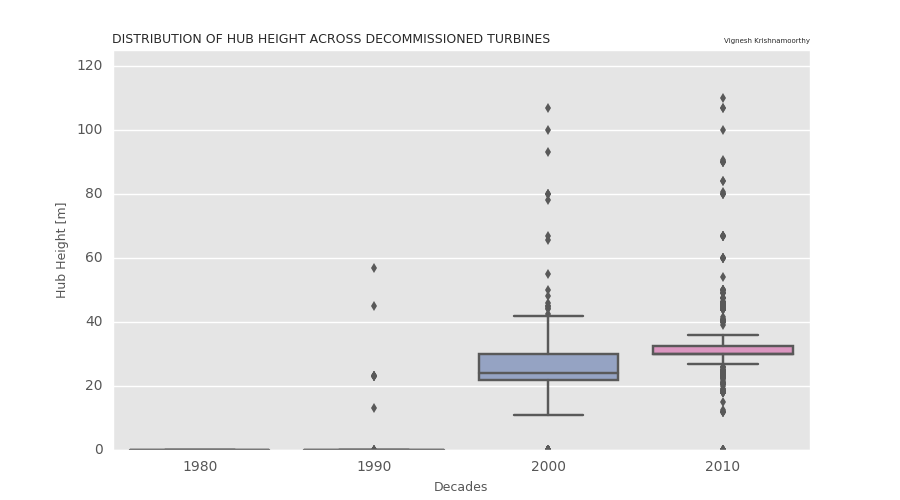 DISTRIBUTION OF HUB HEIGHT ACROSS DECOMMISSIONED TURBINES
Vignesh Krishnamoorthy
120
100
80
60
40
20
0
Hub Height [m]
1980 1990 2000 2010
Decades